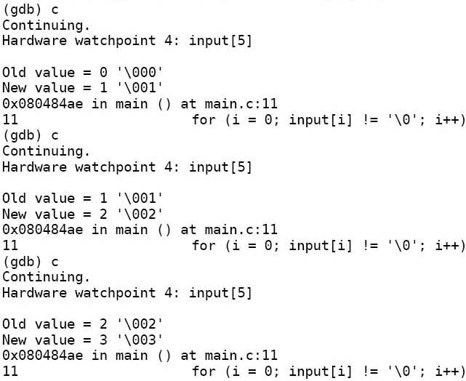 (gdb) c
Continuing.
Hardware watchpoint 4: input[5]

Old value = 0 '\000'
New value = 1 '\001'
0x080484ae in main () at main.c:11
11                      for (i = 0; input[i] != '\0'; i++)
(gdb) c
Continuing.
Hardware watchpoint 4: input[5]

Old value = 1 '\001'
New value = 2 '\002'
0x080484ae in main () at main.c:11
11                      for (i = 0; input[i] != '\0'; i++)
(gdb) c
Continuing.
Hardware watchpoint 4: input[5]

Old value = 2 '\002'
New value = 3 '\003'
0x080484ae in main () at main.c:11
11                      for (i = 0; input[i] != '\0'; i++)